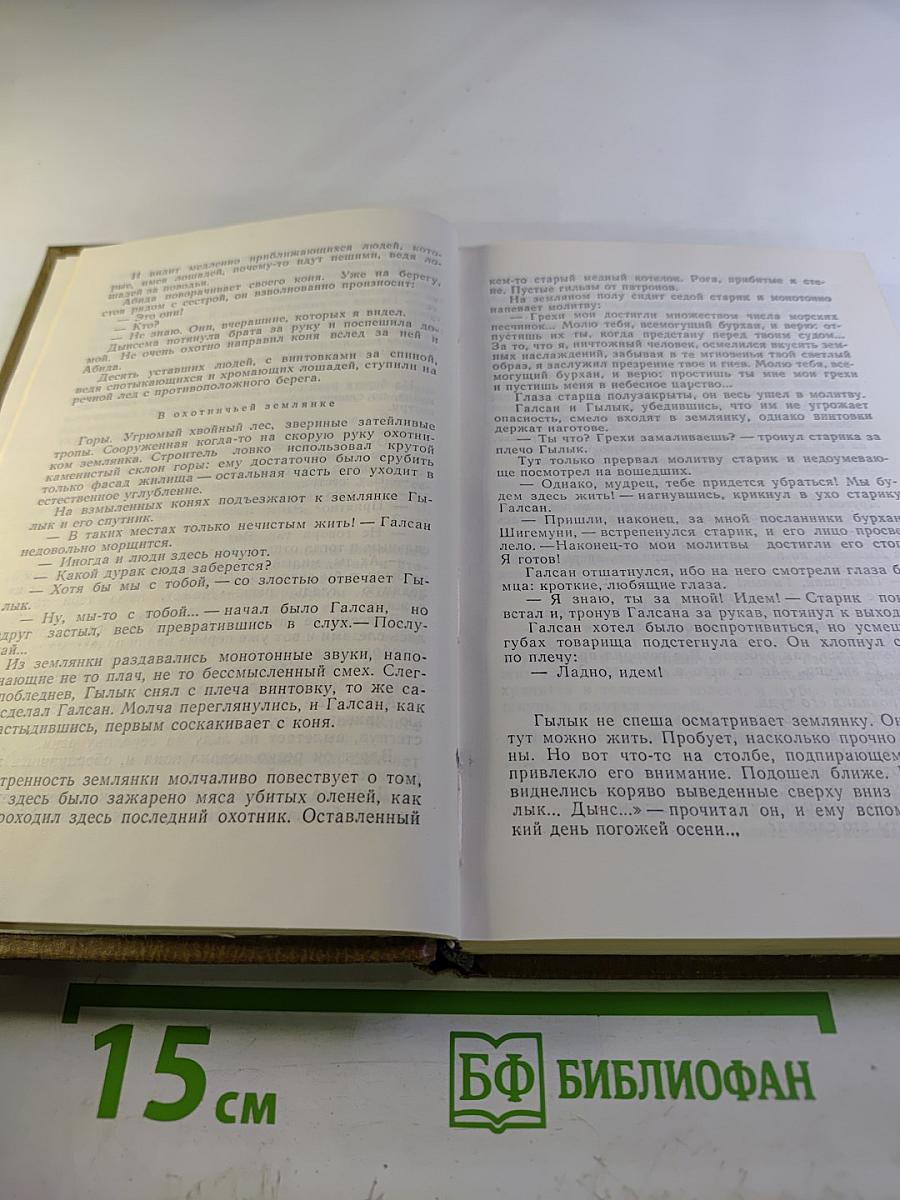 И видит медленно приближающихся людей, кото-
рые, имея лошадей, почему-то идут пешими, ведя ло-
шадей за поводья.
Абида поворачивает своего коня. Уже на берегу,
стоя рядом с сестрой, он взволнованно произносит:
— Это они!
— Кто?
— Не знаю. Они, вчерашние, которых я видел.
Дынсема потянула брата за руку и поспешила до-
мой. Не очень охотно направил коня вслед за ней и
Абида.
Десять уставших людей, с винтовками за спиной,
ведя спотыкающихся и хромающих лошадей, ступили на
речной лед с противоположного берега.
В охотничьей землянке
Горы. Угрюмый хвойный лес, звериные затейливые
тропы. Сооруженная когда-то на скорую руку охотни-
ком землянка. Строитель ловко использовал крутой
каменистый склон горы: ему достаточно было срубить
только фасад жилища — остальная часть его уходит в
естественное углубление.
На взмыленных конях подъезжают к землянке Гы-
лык и его спутник.
— В таких местах только нечистым жить! — Галсан
недовольно морщится.
— Иногда и люди здесь ночуют.
— Какой дурак сюда заберется?
— Хотя бы мы с тобой, — со злостью отвечает Гы-
лык.
— Ну, мы-то с тобой... — начал было Галсан, но
друг застыл, весь превратившись в слух.— Послу-
ай...
Из землянки раздавались монотонные звуки, напо-
нающие не то плач, не то бессмысленный смех. Слег-
побледнев, Гылык снял с плеча винтовку, то же са-
сделал Галсан. Молча переглянулись, и Галсан, как
астыдившись, первым соскакивает с коня.
тренность землянки молчаливо повествует о том,
здесь было зажарено мяса убитых оленей, как
роходил здесь последний охотник. Оставленный
кем-то старый медный котелок. Рога, прибитые к сте-
не. Пустые гильзы от патронов.
На земляном полу сидит седой старик и монотонно
напевает молитву:
— Грехи мои достигли множеством числа морских
песчинок... Молю тебя, всемогущий бурхан, и верю: от-
пустишь их ты, когда предстану перед твоим судом...
За то, что я, ничтожный человек, осмелился вкусить зем-
ных наслаждений, забывая в те мгновенья твой светлый
образ, я заслужил презрение твое и гнев. Молю тебя, все-
могущий бурхан, и верю: простишь ты мне мои грехи
и пустишь меня в небесное царство...
Глаза старца полузакрыты, он весь ушел в молитву.
Галсан и Гылык, убедившись, что им не угрожает
опасность, смело входят в землянку, однако винтовки
держат наготове.
— Ты что? Грехи замаливаешь? — тронул старика за
плечо Гылык.
Тут только прервал молитву старик и недоумеваю-
ще посмотрел на вошедших.
— Однако, мудрец, тебе придется убраться! Мы бу-
дем здесь жить! — нагнувшись, крикнул в ухо старику
Галсан.
— Пришли, наконец, за мной посланники бурхан
Шигемуни, — встрепенулся старик, и его лицо просве
лело. — Наконец-то мои молитвы достигли его стоп
Я готов!
Галсан отшатнулся, ибо на него смотрели глаза б
мца: кроткие, любящие глаза.
— Я знаю, ты за мной! Идем! — Старик пок
встал и, тронув Галсана за рукав, потянул к выход
Галсан хотел было воспротивиться, но усмеш
губах товарища подстегнула его. Он хлопнул с
по плечу:
— Ладно, идем!
Гылык не спеша осматривает землянку. Он
тут можно жить. Пробует, насколько прочно
ны. Но вот что-то на столбе, подпирающем
привлекло его внимание. Подошел ближе.
виднелись коряво выведенные сверху вниз
лык... Дынс...» — прочитал он, и ему вспом
кий день погожей осени...
15 см
БФ БИБЛИОФАН